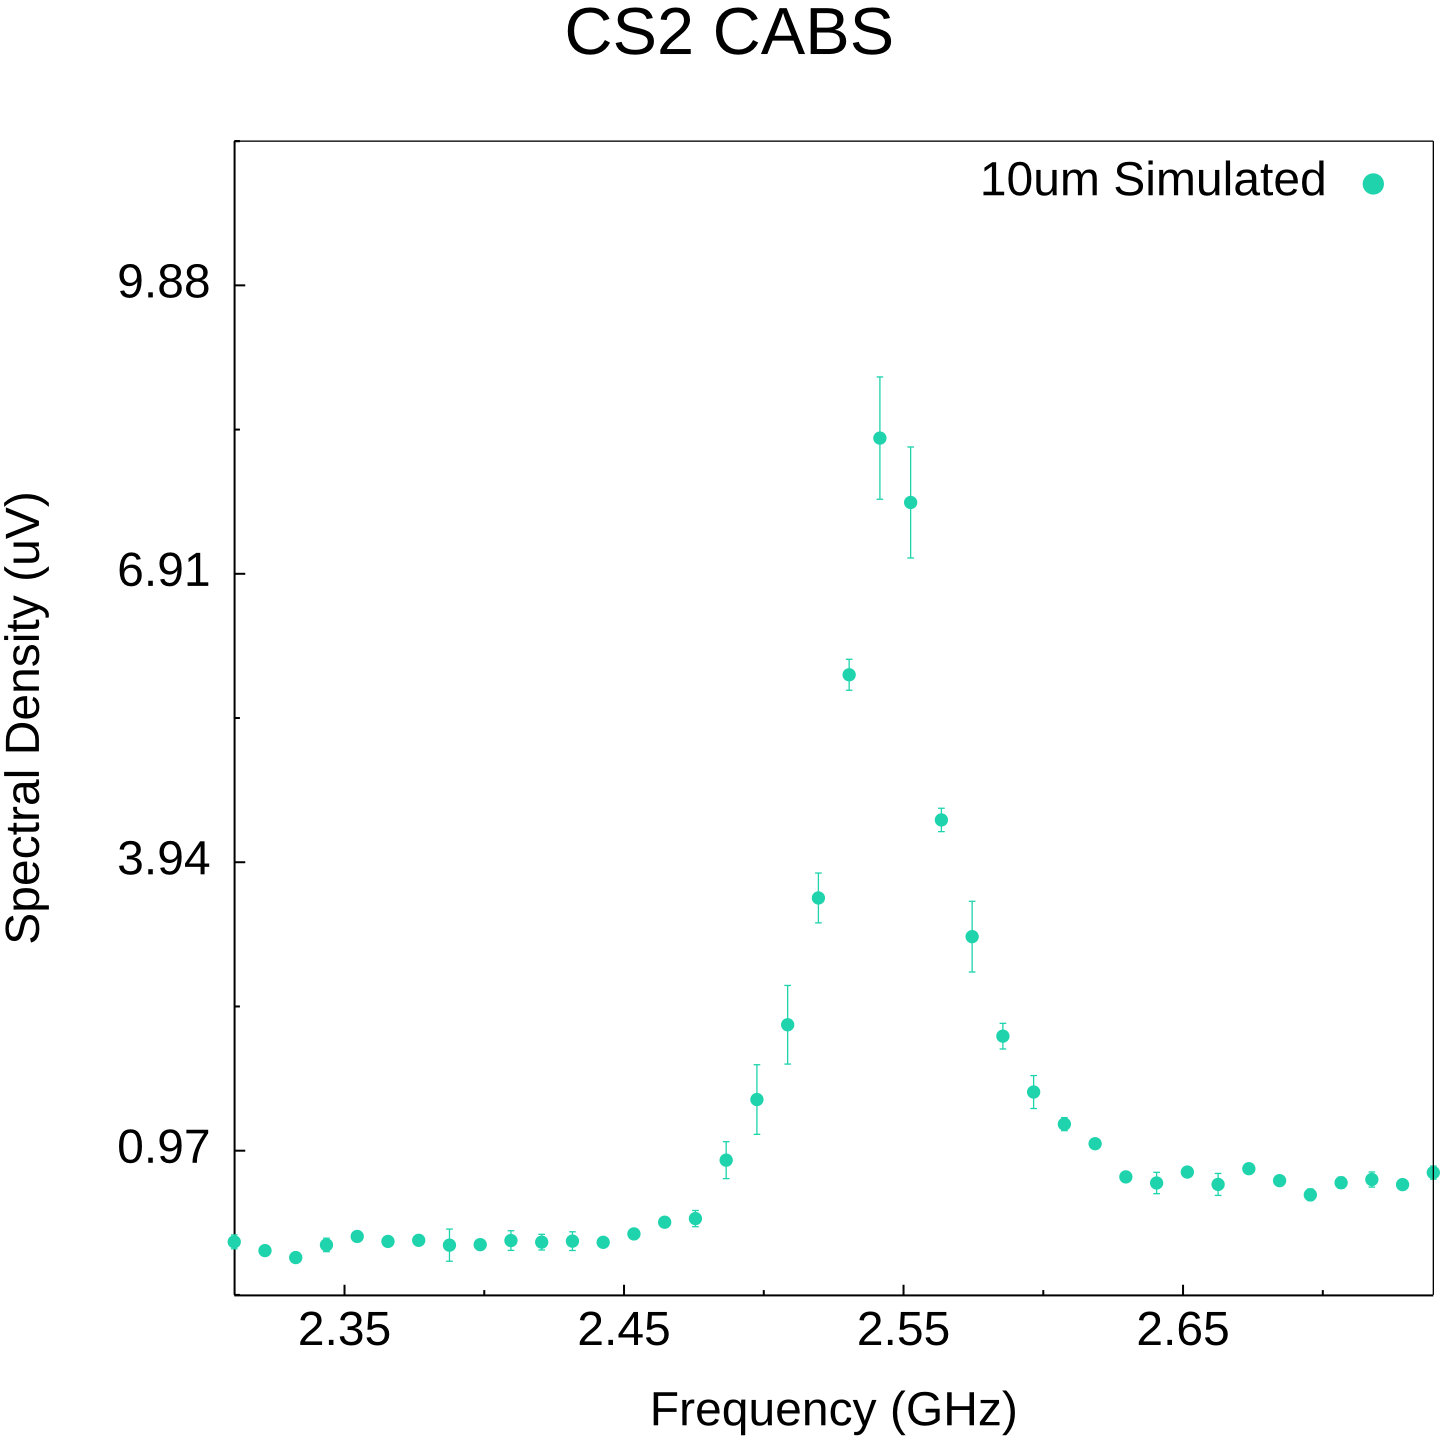 CS2 CABS
10um Simulated
9.88
6.91
3.94
0.97
Spectral Density (uV)
2.35 2.45 2.55 2.65
Frequency (GHz)